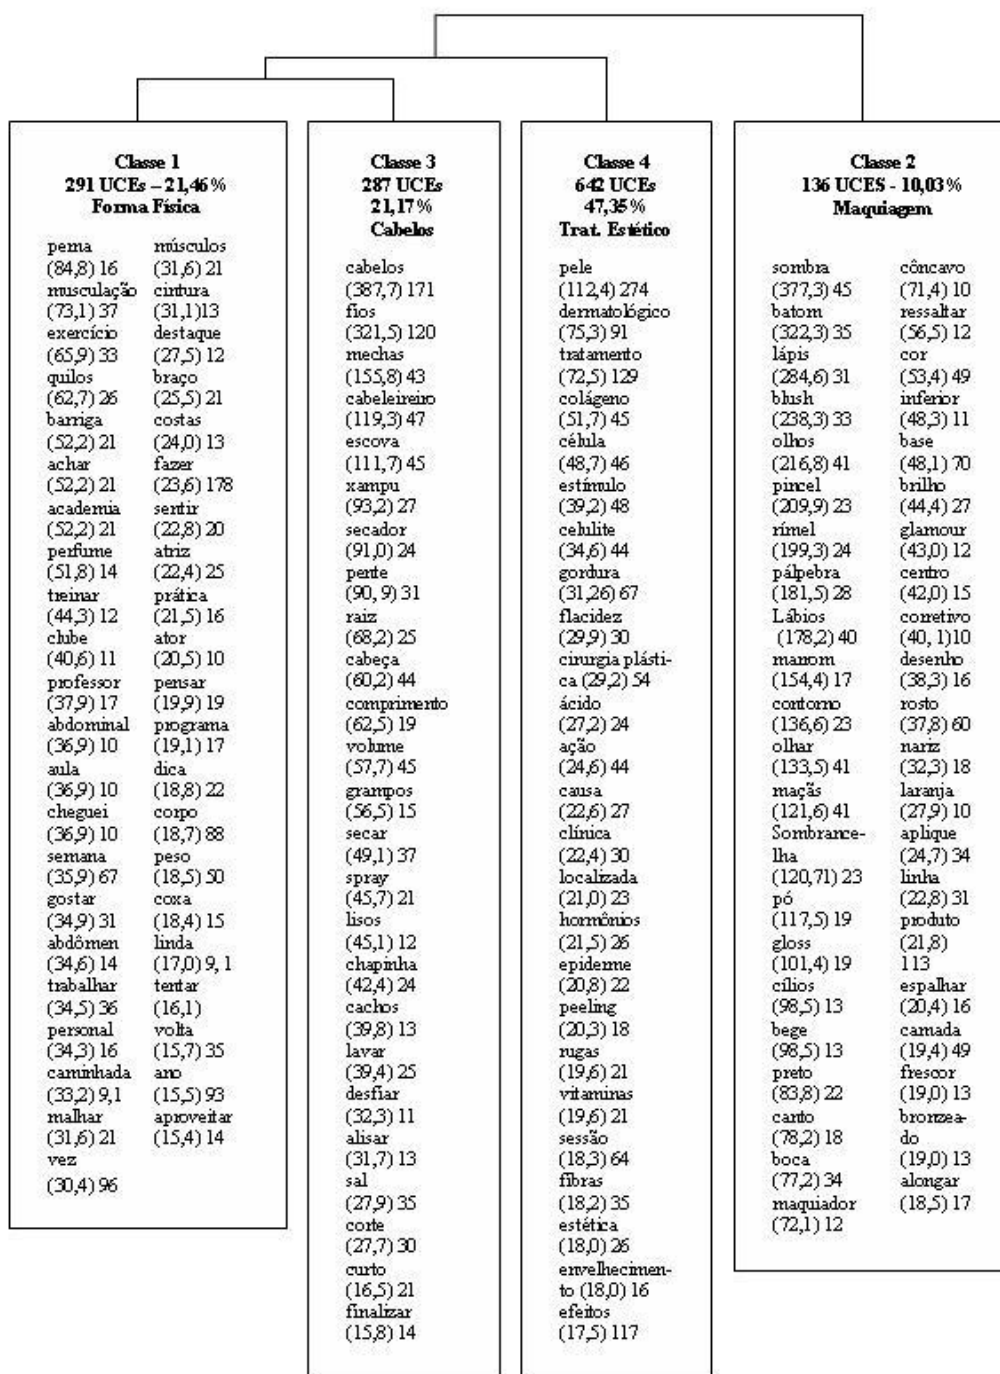 Classe 1
291 UCEs – 21,46%
Forma Física
perna
(84,8) 16
musculação
(73,1) 37
exercício
(65,9) 33
quilos
(62,7) 26
barriga
(52,2) 21
achar
(52,2) 21
academia
(52,2) 21
perfume
(51,8) 14
treinar
(44,3) 12
clube
(40,6) 11
professor
(37,9) 17
abdominal
(36,9) 10
aula
(36,9) 10
cheguei
(36,9) 10
semana
(35,9) 67
gostar
(34,9) 31
abdômen
(34,6) 14
trabalhar
(34,5) 36
personal
(34,3) 16
caminhada
(33,2) 9,1
malhar
(31,6) 21
vez
(30,4) 96
músculos
(31,6) 21
cintura
(31,1)13
destaque
(27,5) 12
braço
(25,5) 21
costas
(24,0) 13
fazer
(23,6) 178
sentir
(22,8) 20
atriz
(22,4) 25
prática
(21,5) 16
ator
(20,5) 10
pensar
(19,9) 19
programa
(19,1) 17
dica
(18,8) 22
corpo
(18,7) 88
peso
(18,5) 50
coxa
(18,4) 15
linda
(17,0) 9, 1
tentar
(16,1)
volta
(15,7) 35
ano
(15,5) 93
aproveitar
(15,4) 14
Classe 3
287 UCEs
21,17%
Cabelos
cabelos
(387,7) 171
fios
(321,5) 120
mechas
(155,8) 43
cabeleireiro
(119,3) 47
escova
(111,7) 45
xampu
(93,2) 27
secador
(91,0) 24
pente
(90, 9) 31
raiz
(68,2) 25
cabeça
(60,2) 44
comprimento
(62,5) 19
volume
(57,7) 45
grampos
(56,5) 15
secar
(49,1) 37
spray
(45,7) 21
lisos
(45,1) 12
chapinha
(42,4) 24
cachos
(39,8) 13
lavar
(39,4) 25
desfiar
(32,3) 11
alisar
(31,7) 13
sal
(27,9) 35
corte
(27,7) 30
curto
(16,5) 21
finalizar
(15,8) 14
Classe 4
642 UCEs
47,35%
Trat. Estético
pele
(112,4) 274
dermatológico
(75,3) 91
tratamento
(72,5) 129
colágeno
(51,7) 45
célula
(48,7) 46
estímulo
(39,2) 48
celulite
(34,6) 44
gordura
(31,26) 67
flacidez
(29,9) 30
cirurgia plásti-
ca (29,2) 54
ácido
(27,2) 24
ação
(24,6) 44
causa
(22,6) 27
clínica
(22,4) 30
localizada
(21,0) 23
hormônios
(21,5) 26
epiderme
(20,8) 22
peeling
(20,3) 18
rugas
(19,6) 21
vitaminas
(19,6) 21
sessão
(18,3) 64
fibras
(18,2) 35
estética
(18,0) 26
envelhecimen-
to (18,0) 16
efeitos
(17,5) 117
Classe 2
136 UCES - 10,03%
Maquiagem
sombra
(377,3) 45
batom
(322,3) 35
lápis
(284,6) 31
blush
(238,3) 33
olhos
(216,8) 41
pincel
(209,9) 23
rímel
(199,3) 24
pálpebra
(181,5) 28
Lábios
(178,2) 40
marrom
(154,4) 17
contorno
(136,6) 23
olhar
(133,5) 41
maçãs
(121,6) 41
Sombrance-
lha
(120,71) 23
pó
(117,5) 19
gloss
(101,4) 19
cílios
(98,5) 13
bege
(98,5) 13
preto
(83,8) 22
canto
(78,2) 18
boca
(77,2) 34
maquiador
(72,1) 12
côncavo
(71,4) 10
ressaltar
(56,5) 12
cor
(53,4) 49
inferior
(48,3) 11
base
(48,1) 70
brilho
(44,4) 27
glamour
(43,0) 12
centro
(42,0) 15
corretivo
(40, 1)10
desenho
(38,3) 16
rosto
(37,8) 60
nariz
(32,3) 18
laranja
(27,9) 10
aplique
(24,7) 34
linha
(22,8) 31
produto
(21,8)
113
espalhar
(20,4) 16
camada
(19,4) 49
frescor
(19,0) 13
bronzea-
do
(19,0) 13
alongar
(18,5) 17